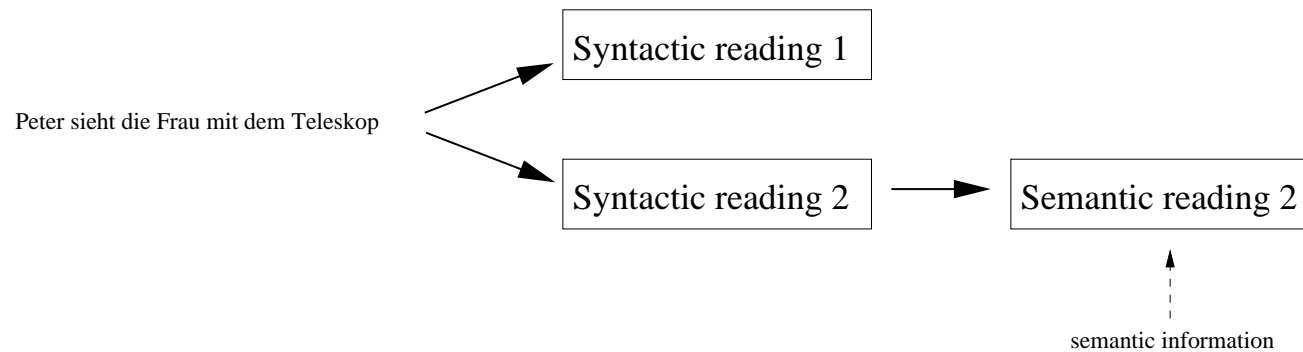 Syntactic reading 1
Peter sieht die Frau mit dem Teleskop
Syntactic reading 2
Semantic reading 2
semantic information